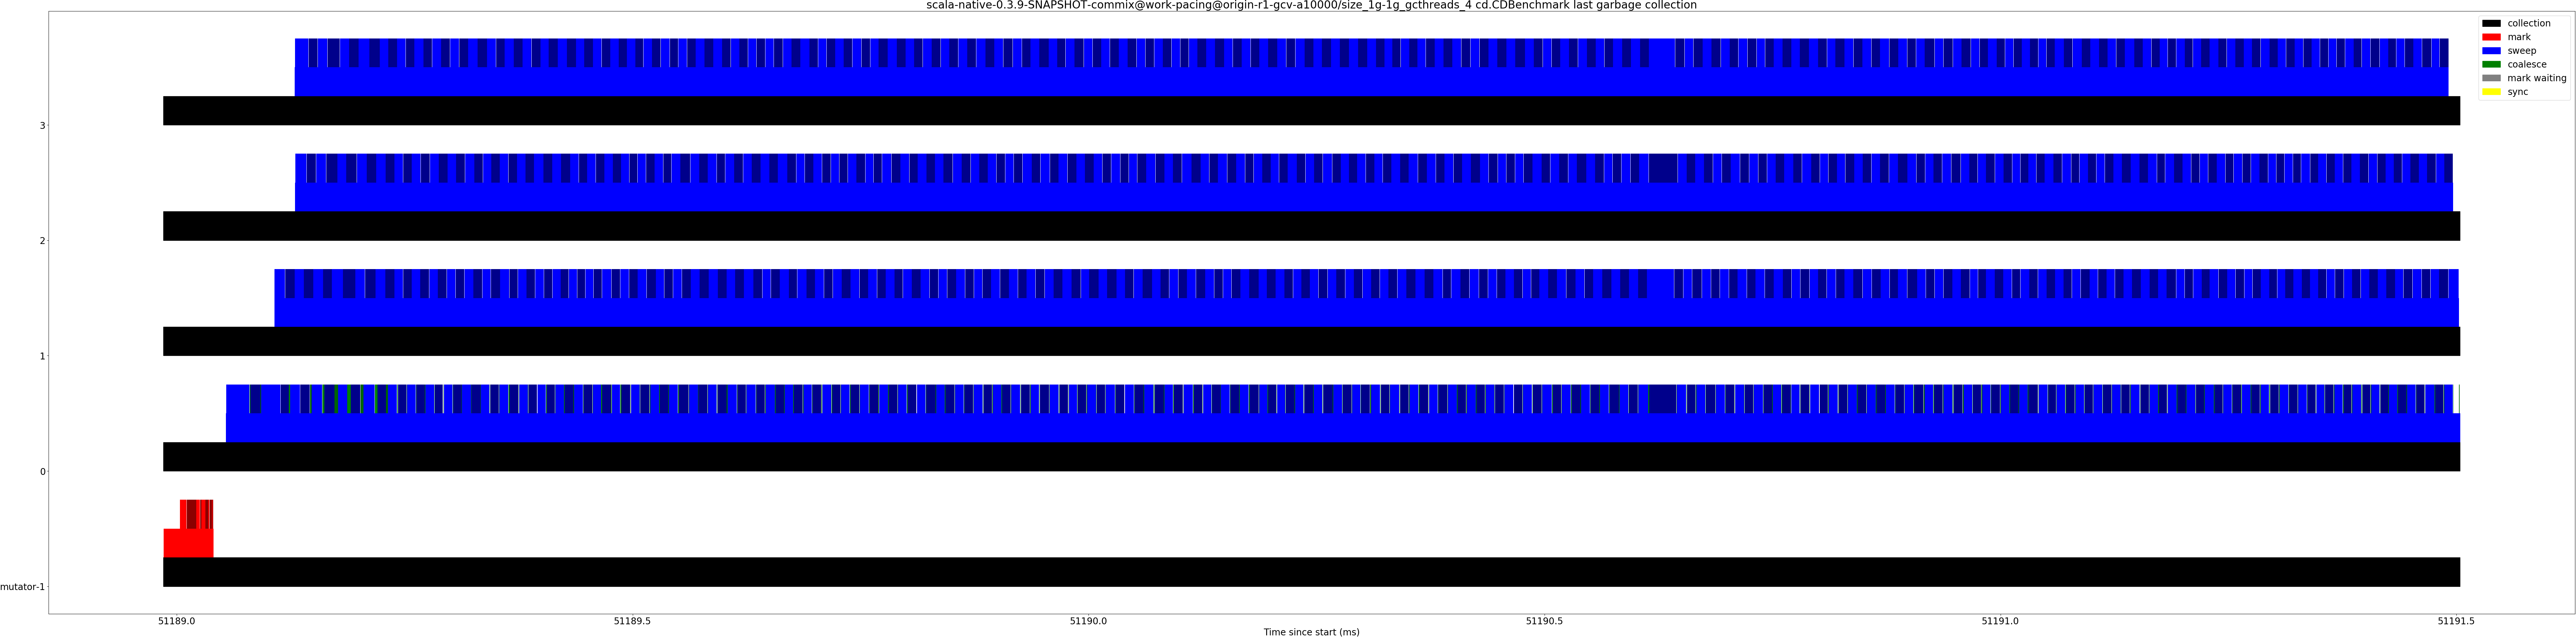 scala-native-0.3.9-SNAPSHOT-commix@work-pacing@origin-r1-gcv-a10000/size_1g-1g_gcthreads_4 cd.CDBenchmark last garbage collection
collection
mark
sweep
coalesce
mark waiting
sync
3
2
1
0
mutator-1
51189.0 51189.5 51190.0 51190.5 51191.0 51191.5
Time since start (ms)